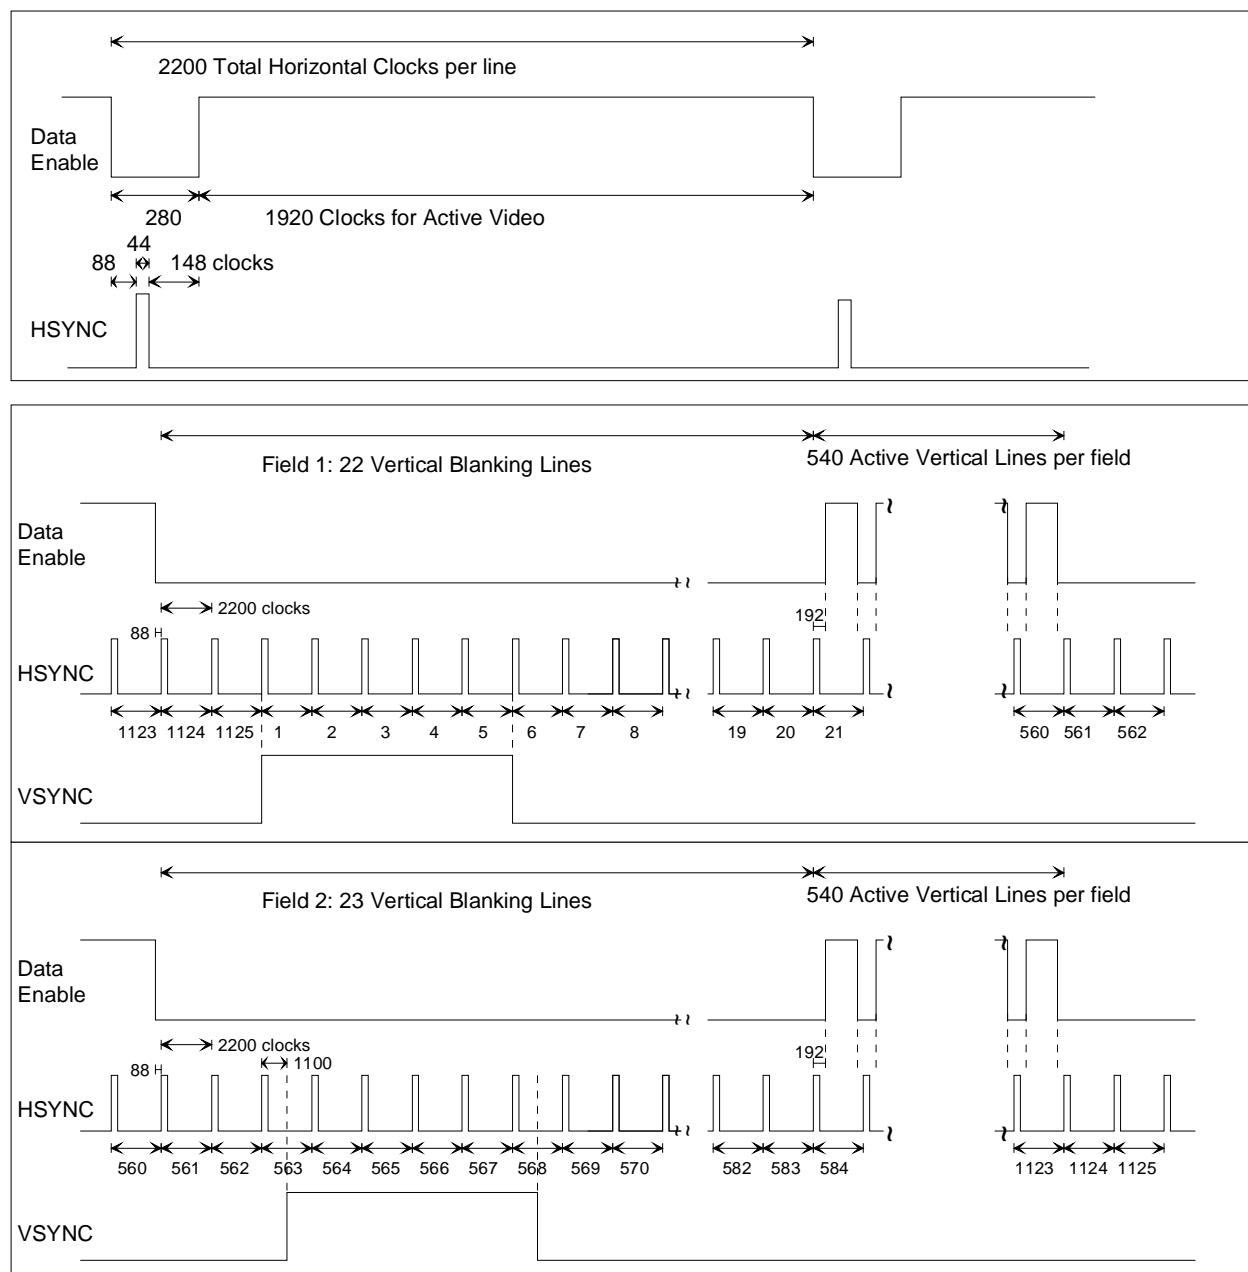 2200 Total Horizontal Clocks per line
Data
Enable
280
1920 Clocks for Active Video
44
88
148 clocks
HSYNC
Field 1: 22 Vertical Blanking Lines
540 Active Vertical Lines per field
Data
Enable
2200 clocks
88
192
HSYNC
1123 1124 1125 1 2 3 4 5 6 7 8 19 20 21 560 561 562
VSYNC
Field 2: 23 Vertical Blanking Lines
540 Active Vertical Lines per field
Data
Enable
2200 clocks
88
1100
192
HSYNC
560 561 562 563 564 565 566 567 568 569 570 582 583 584 1123 1124 1125
VSYNC